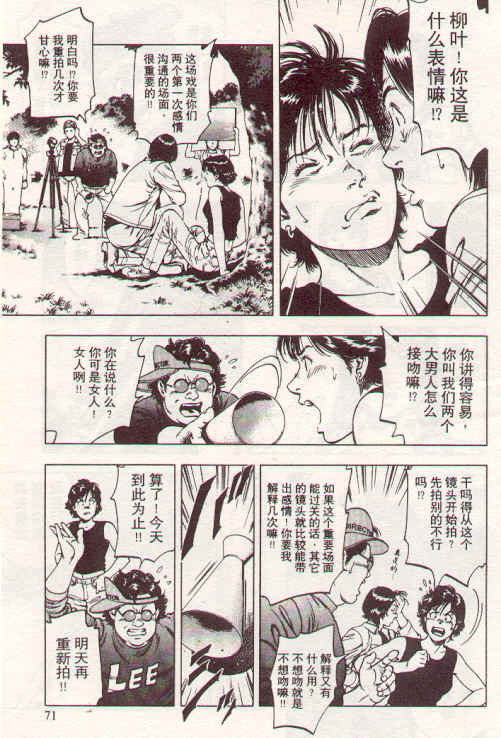 柳叶！你这是
什么表情嘛!?
这场戏是你们
两个第一次感情
沟通的场面，
很重要的!!
明白吗!?你要
我重拍几次才
甘心嘛!?
你讲得容易，
你叫我们两个
大男人怎么
接吻嘛!?
你在说什么？
你可是女人！
女人咧!!
干吗得从这个
镜头开始拍？
先拍别的不行
吗!?
如果这个重要场面
能过关的话，其它
的镜头就比较能带
出感情！你要我
解释几次嘛!!
DIRECTO
解释又有
什么用？
不想吻就是
不想吻嘛!!
算了！今天
到此为止!!
LEE
明天再
重新拍!!
71